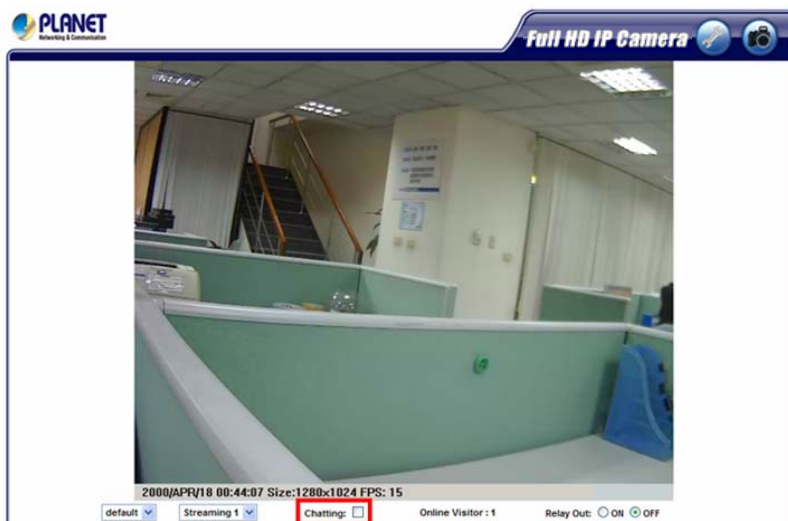 PLANET
Networking & Communication
Full HD IP Camera
2000/APR/18 00:44:07 Size:1280x1024 FPS: 15
default Streaming 1 Chatting: Online Visitor : 1 Relay Out: ON OFF